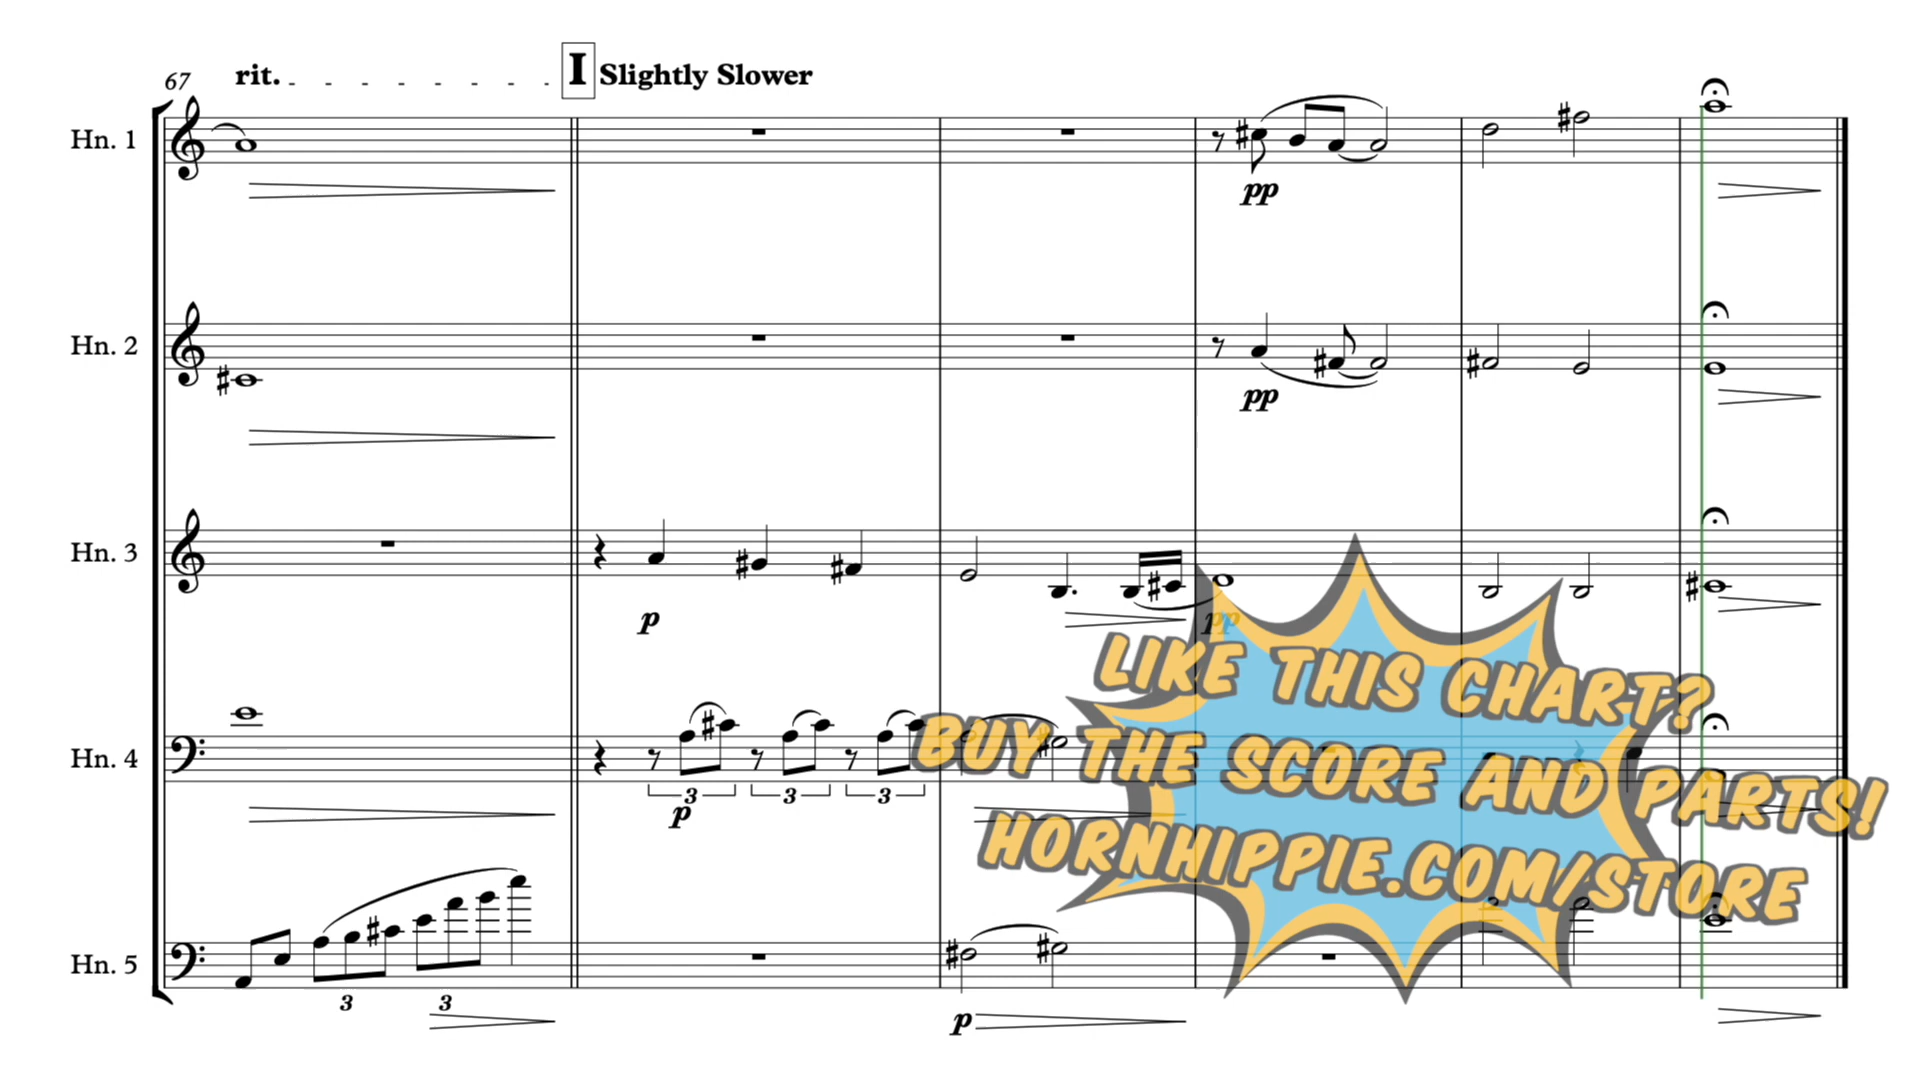 67 rit.
I Slightly Slower
Hn. 1
pp
Hn. 2
pp
Hn. 3
p
pp
Hn. 4
3 3 3
p
Hn. 5
3 3
p
LIKE THIS CHART?
BUY THE SCORE AND PARTS!
HORNHIPPIE.COM/STORE